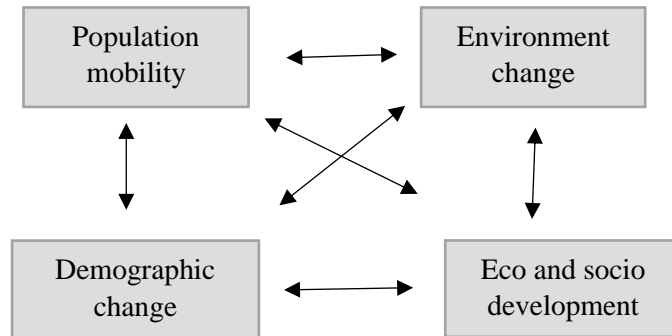 Population
mobility
Environment
change
Demographic
change
Eco and socio
development